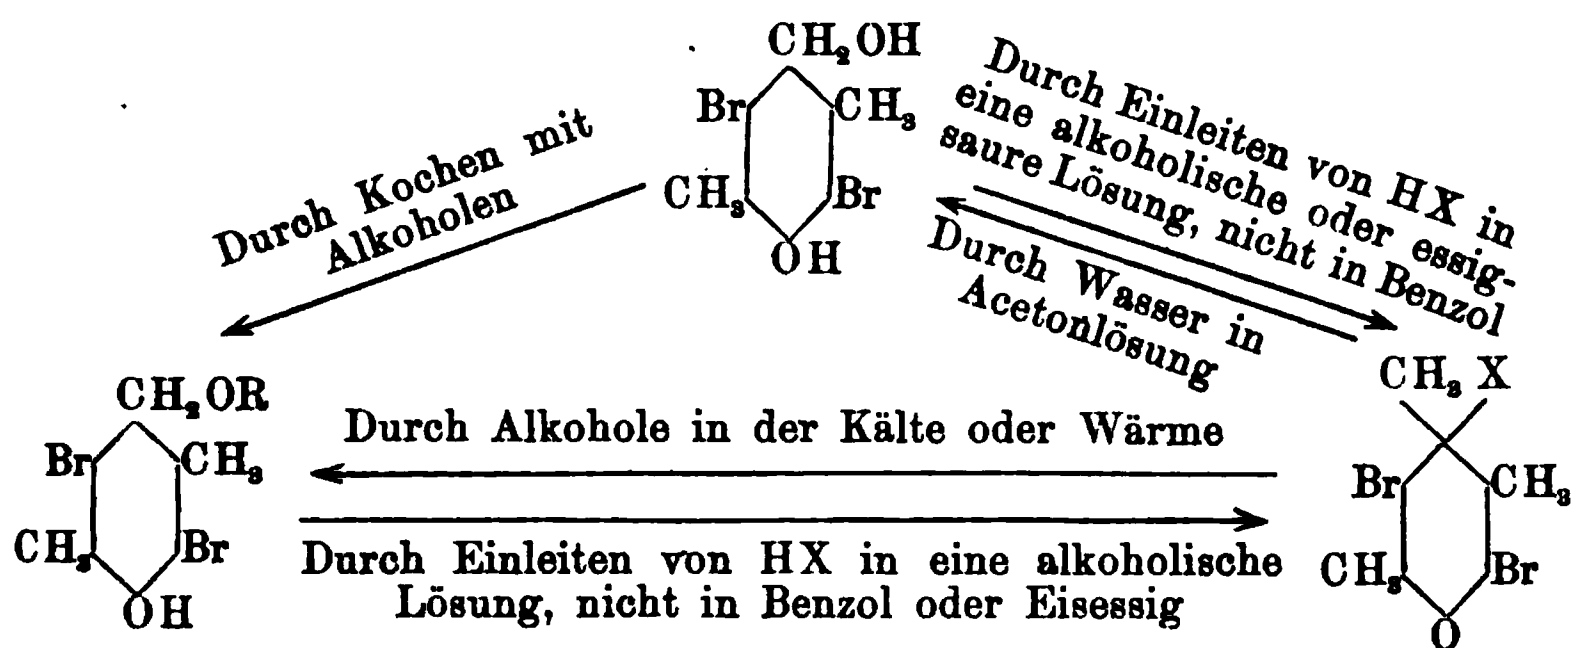 CH₂OH
Br CH₃
CH₃ Br
OH
Durch Kochen mit
Alkoholen
Durch Einleiten von HX in
eine alkoholische oder essig-
saure Lösung, nicht in Benzol
Durch Wasser in
Acetonlösung
CH₂OR
Br CH₃
CH₃ Br
OH
Durch Alkohole in der Kälte oder Wärme
Durch Einleiten von HX in eine alkoholische
Lösung, nicht in Benzol oder Eisessig
CH₃ X
Br CH₃
CH₃ Br
O